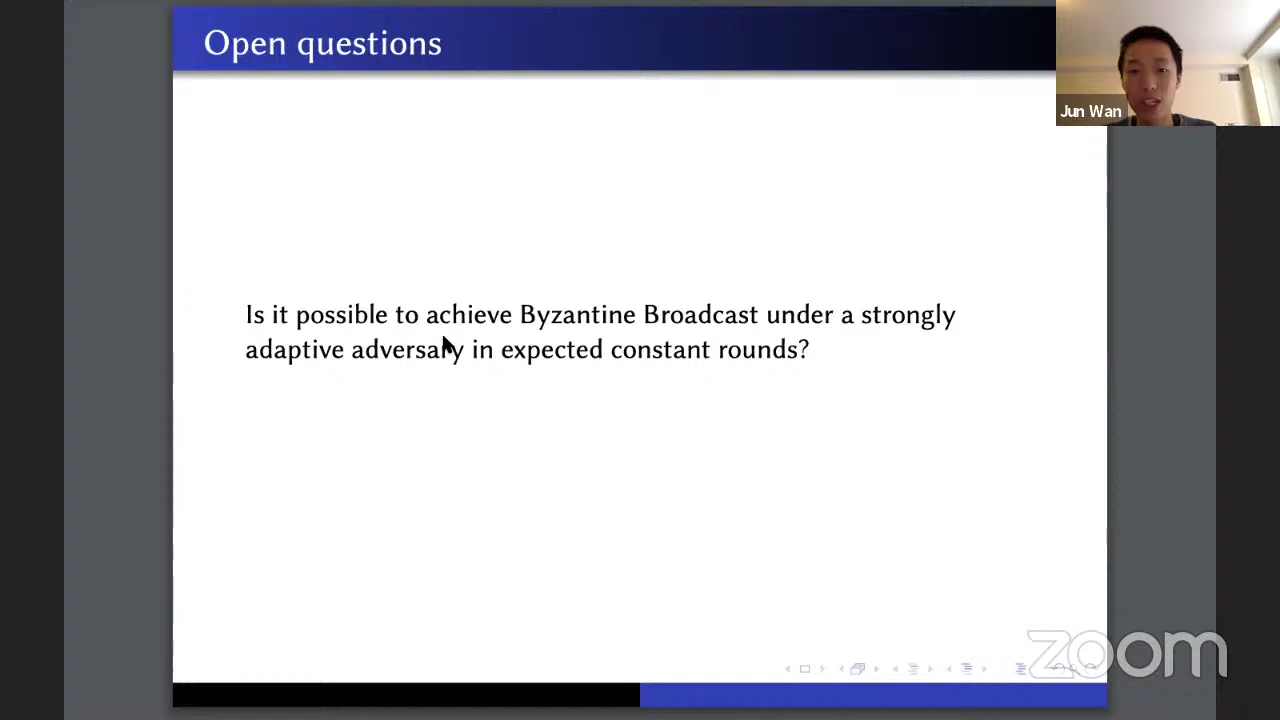 Open questions
Jun Wan
Is it possible to achieve Byzantine Broadcast under a strongly
adaptive adversary in expected constant rounds?
zoom